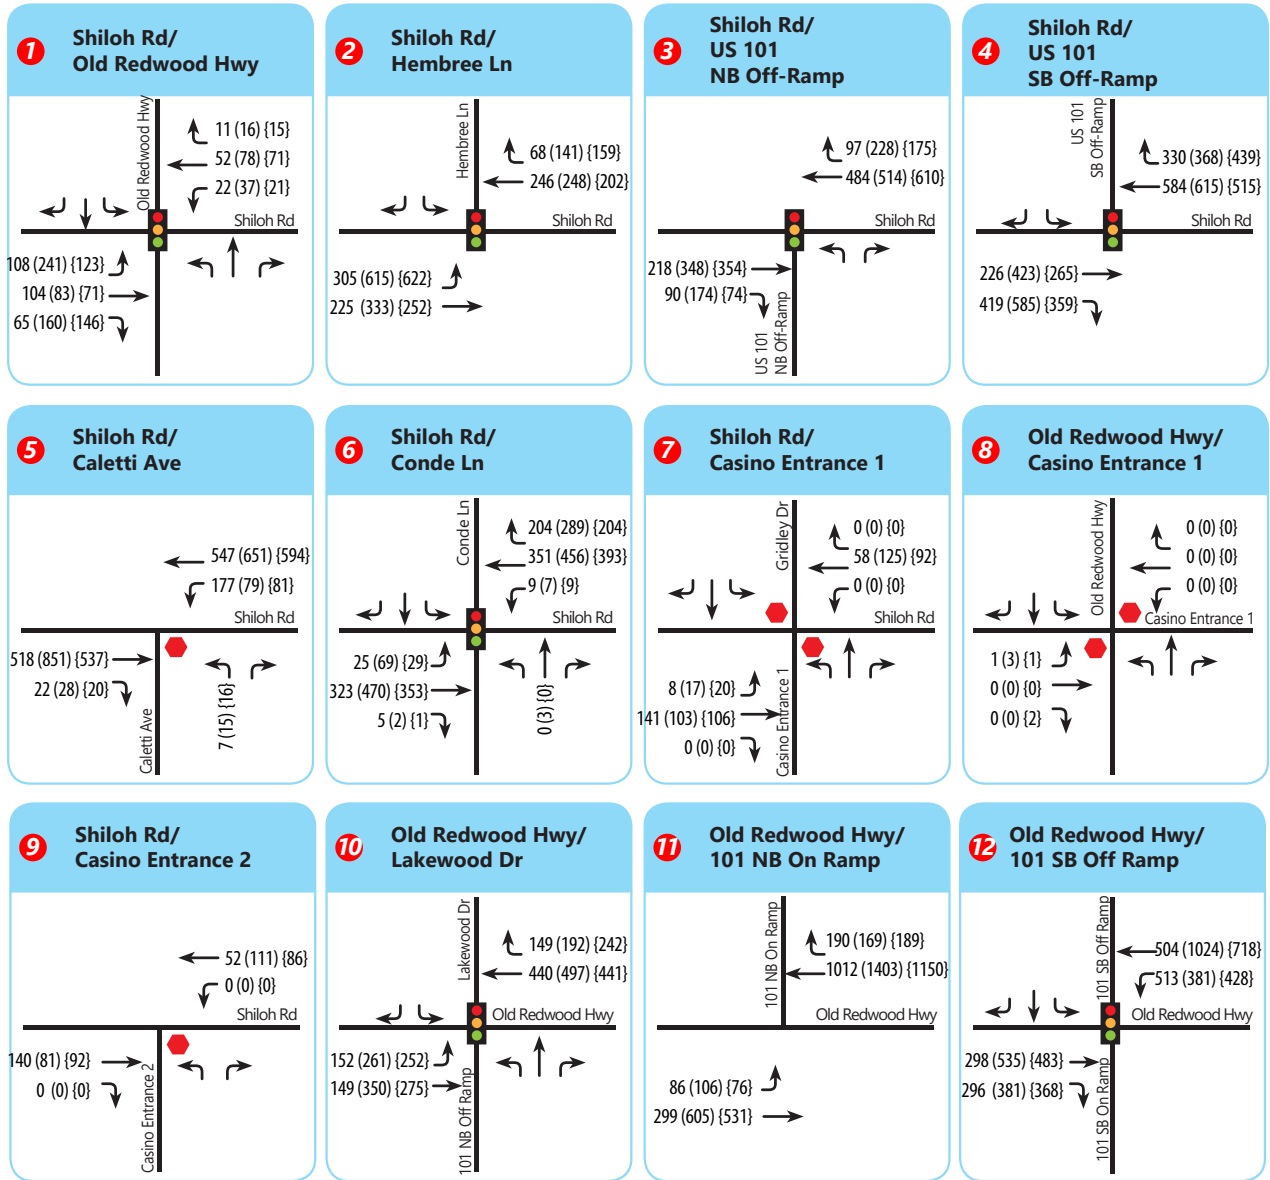 1
Shiloh Rd/
Old Redwood Hwy
Old Redwood Hwy
11 (16) {15}
52 (78) {71}
22 (37) {21}
Shiloh Rd
108 (241) {123}
104 (83) {71}
65 (160) {146}
2
Shiloh Rd/
Hembree Ln
Hembree Ln
68 (141) {159}
246 (248) {202}
Shiloh Rd
305 (615) {622}
225 (333) {252}
3
Shiloh Rd/
US 101
NB Off-Ramp
97 (228) {175}
484 (514) {610}
Shiloh Rd
218 (348) {354}
90 (174) {74}
US 101
NB Off-Ramp
4
Shiloh Rd/
US 101
SB Off-Ramp
US 101
SB Off-Ramp
330 (368) {439}
584 (615) {515}
Shiloh Rd
226 (423) {265}
419 (585) {359}
5
Shiloh Rd/
Caletti Ave
547 (651) {594}
177 (79) {81}
Shiloh Rd
518 (851) {537}
22 (28) {20}
Caletti Ave
7 (15) {16}
6
Shiloh Rd/
Conde Ln
Conde Ln
204 (289) {204}
351 (456) {393}
9 (7) {9}
Shiloh Rd
25 (69) {29}
323 (470) {353}
5 (2) {1}
0 (3) {0}
7
Shiloh Rd/
Casino Entrance 1
Gridley Dr
0 (0) {0}
58 (125) {92}
0 (0) {0}
Shiloh Rd
8 (17) {20}
141 (103) {106}
0 (0) {0}
Casino Entrance 1
8
Old Redwood Hwy/
Casino Entrance 1
Old Redwood Hwy
0 (0) {0}
0 (0) {0}
0 (0) {0}
Casino Entrance 1
1 (3) {1}
0 (0) {0}
0 (0) {2}
9
Shiloh Rd/
Casino Entrance 2
52 (111) {86}
0 (0) {0}
Shiloh Rd
140 (81) {92}
0 (0) {0}
Casino Entrance 2
10
Old Redwood Hwy/
Lakewood Dr
Lakewood Dr
149 (192) {242}
440 (497) {441}
Old Redwood Hwy
152 (261) {252}
149 (350) {275}
101 NB Off Ramp
11
Old Redwood Hwy/
101 NB On Ramp
101 NB On Ramp
190 (169) {189}
1012 (1403) {1150}
Old Redwood Hwy
86 (106) {76}
299 (605) {531}
12
Old Redwood Hwy/
101 SB Off Ramp
101 SB Off Ramp
504 (1024) {718}
513 (381) {428}
Old Redwood Hwy
298 (535) {483}
296 (381) {368}
101 SB On Ramp